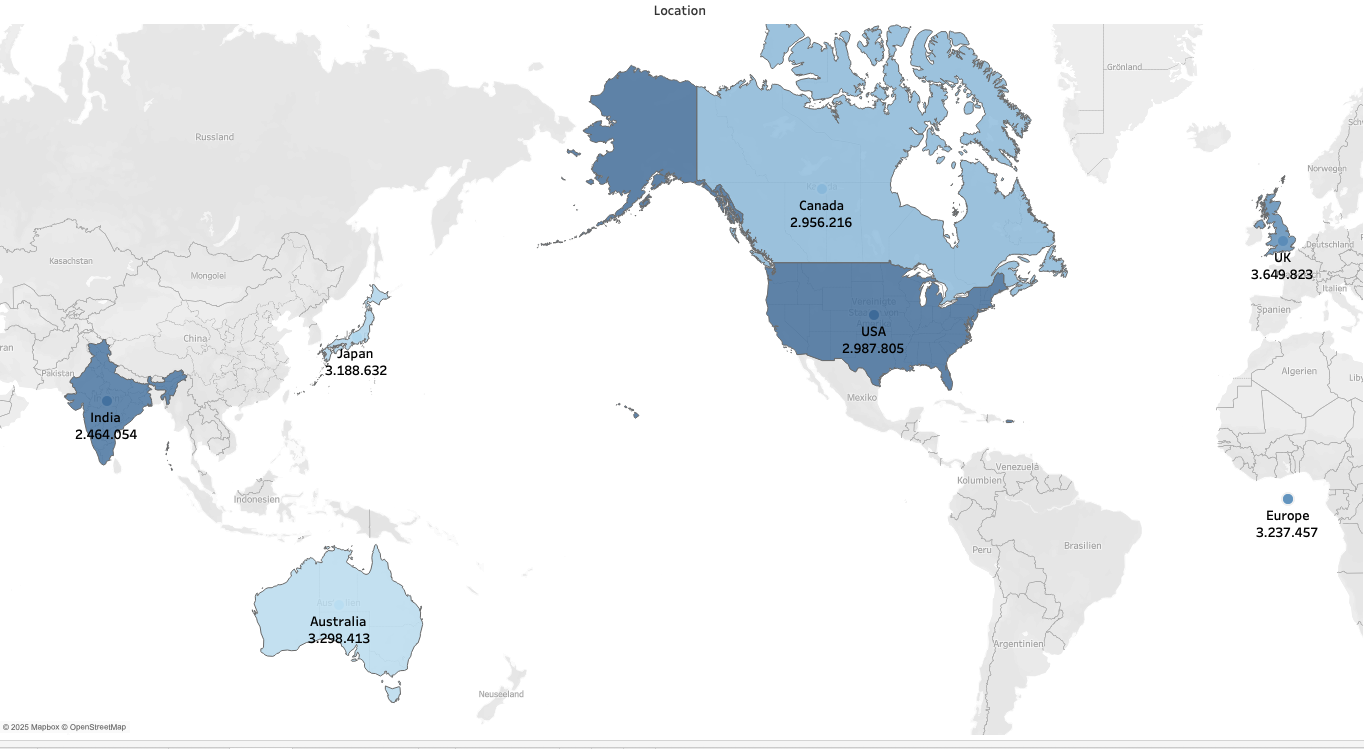 Location
Grönland
Russland
Norwegen
Canada
2.956.216
Deutschland
UK
3.649.823
Kasachstan
Mongolei
Italien
Spanien
USA
2.987.805
China
Japan
3.188.632
Pakistan
Algerien
Mexiko
India
2.464.054
Venezuela
Kolumbien
Indonesien
Europe
3.237.457
Peru
Brasilien
Australia
3.298.413
Argentinien
Neuseeland
© 2025 Mapbox © OpenStreetMap